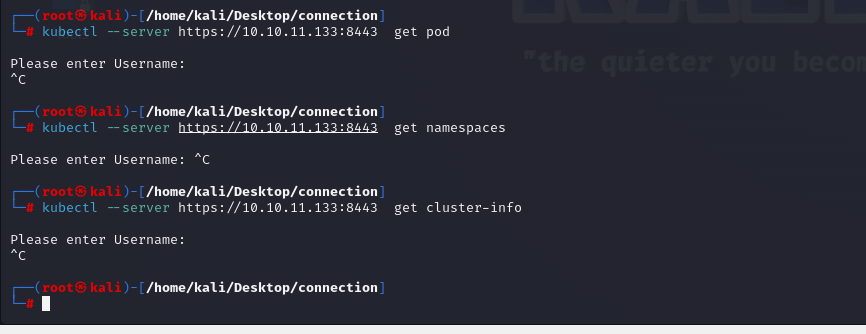 ┌──(root㉿kali)-[/home/kali/Desktop/connection]
└─# kubectl --server https://10.10.11.133:8443  get pod
"the quieter you becom
Please enter Username:
^C
┌──(root㉿kali)-[/home/kali/Desktop/connection]
└─# kubectl --server https://10.10.11.133:8443  get namespaces
Please enter Username: ^C
┌──(root㉿kali)-[/home/kali/Desktop/connection]
└─# kubectl --server https://10.10.11.133:8443  get cluster-info
Please enter Username:
^C
┌──(root㉿kali)-[/home/kali/Desktop/connection]
└─#